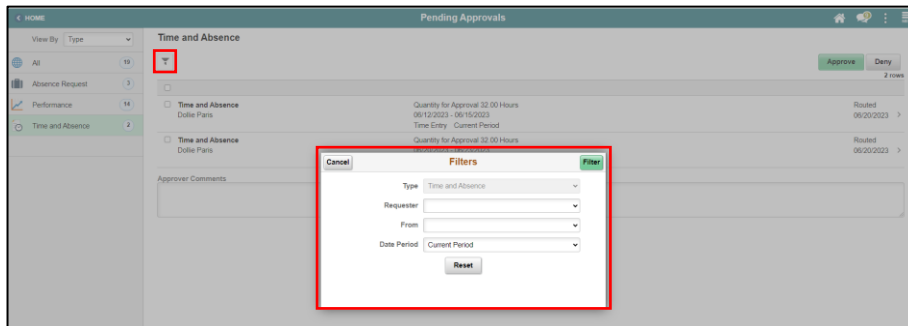 HOME
Pending Approvals
View By Type
Time and Absence
All 19
Absence Request 3
Performance 14
Time and Absence 2
Approve Deny
2 rows
Time and Absence
Dollie Paris
Quantity for Approval 32.00 Hours
06/12/2023 - 06/15/2023
Time Entry Current Period
Routed
06/20/2023
Time and Absence
Dollie Paris
Quantity for Approval 32.00 Hours
Routed
06/20/2023
Approver Comments
Cancel Filters Filter
Type Time and Absence
Requester
From
Date Period Current Period
Reset